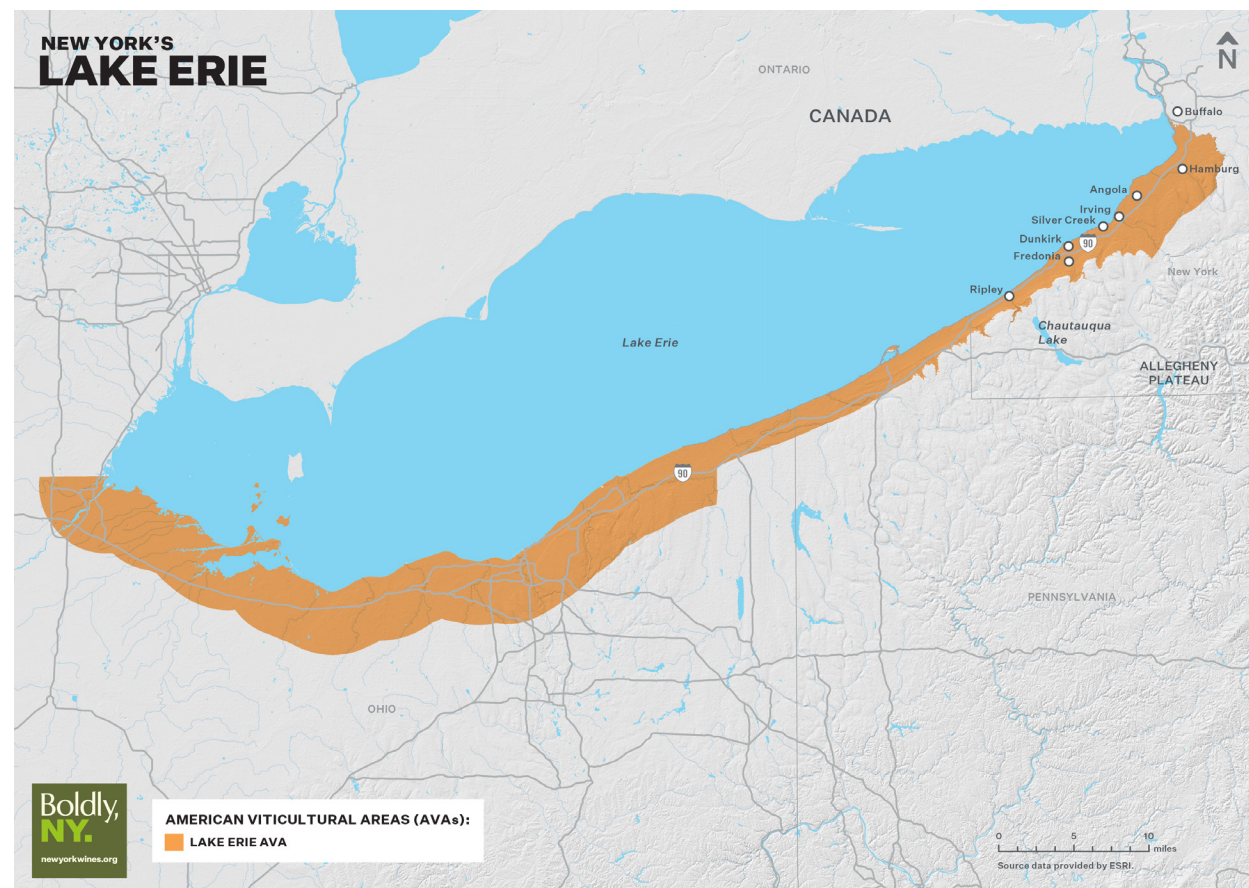 NEW YORK'S
LAKE ERIE
ONTARIO
CANADA
N
Buffalo
Hamburg
Angola
Irving
Silver Creek
Dunkirk
90
Fredonia
New York
Ripley
Chautauqua
Lake
Lake Erie
ALLEGHENY
PLATEAU
90
PENNSYLVANIA
OHIO
Boldly,
NY.
newyorkwines.org
AMERICAN VITICULTURAL AREAS (AVAs):
LAKE ERIE AVA
0 5 10
miles
Source data provided by ESRI.